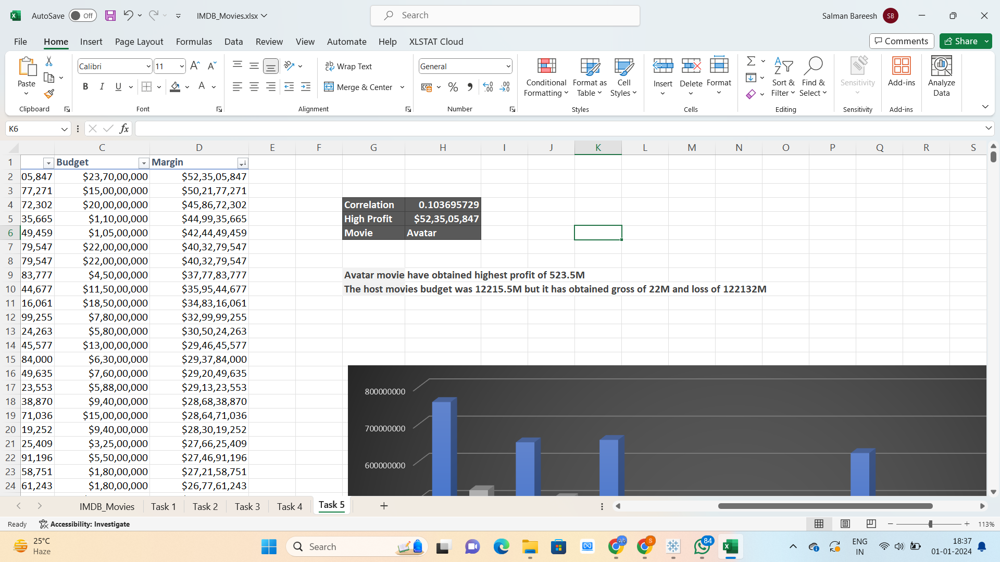 AutoSave Off IMDB_Movies.xlsx Search Salman Bareesh SB
File Home Insert Page Layout Formulas Data Review View Automate Help XLSTAT Cloud Comments Share
Calibri 11 Wrap Text General
Paste B I U A Merge & Center % Conditional Formatting Format as Table Cell Styles Insert Delete Format Sort & Filter Find & Select Sensitivity Add-ins Analyze Data
Clipboard Font Alignment Number Styles Cells Editing Sensitivity Add-ins
K6 fx
C D E F G H I J K L M N O P Q R S
1 Budget Margin
2 05,847 $23,70,00,000 $52,35,05,847
3 77,271 $15,00,00,000 $50,21,77,271
4 72,302 $20,00,00,000 $45,86,72,302 Correlation 0.103695729
5 35,665 $1,10,00,000 $44,99,35,665 High Profit $52,35,05,847
6 49,459 $1,05,00,000 $42,44,49,459 Movie Avatar
7 79,547 $22,00,00,000 $40,32,79,547
8 79,547 $22,00,00,000 $40,32,79,547
9 83,777 $4,50,00,000 $37,77,83,777 Avatar movie have obtained highest profit of 523.5M
10 44,677 $11,50,00,000 $35,95,44,677 The host movies budget was 12215.5M but it has obtained gross of 22M and loss of 122132M
11 16,061 $18,50,00,000 $34,83,16,061
12 99,255 $7,80,00,000 $32,99,99,255
13 24,263 $5,80,00,000 $30,50,24,263
14 45,577 $13,00,00,000 $29,46,45,577
15 84,000 $6,30,00,000 $29,37,84,000
16 49,635 $7,60,00,000 $29,20,49,635
17 23,553 $5,88,00,000 $29,13,23,553
18 38,870 $9,40,00,000 $28,68,38,870
19 71,036 $15,00,00,000 $28,64,71,036
20 19,252 $9,40,00,000 $28,30,19,252
21 25,409 $3,25,00,000 $27,66,25,409
22 91,196 $5,50,00,000 $27,46,91,196
23 58,751 $1,80,00,000 $27,21,58,751
24 61,243 $1,80,00,000 $26,77,61,243
800000000
700000000
600000000
IMDB_Movies Task 1 Task 2 Task 3 Task 4 Task 5
Ready Accessibility: Investigate 113%
25°C Haze Search 84 ENG IN 18:37 01-01-2024